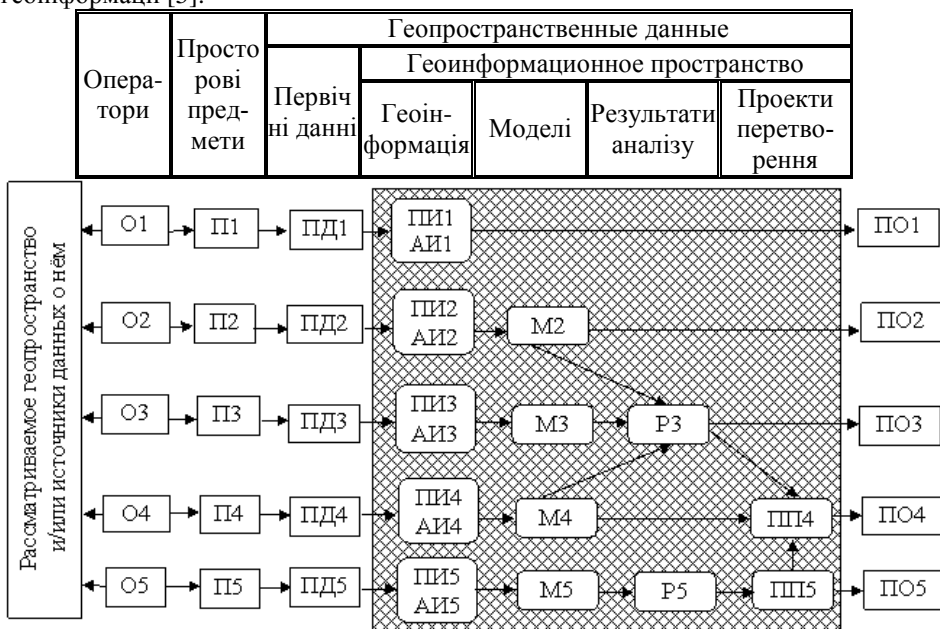 геоінформації [3].
Геопространственные данные
Геоинформационное пространство
Опера-
тори
Просто
рові
пред-
мети
Первіч
ні данні
Геоін-
формація
Моделі
Результати
аналізу
Проекти
перетво-
рення
Рассматриваемое геопространство
и/или источники данных о нём
О1 П1 ПД1 ПИ1 ПО1
АИ1
О2 П2 ПД2 ПИ2 М2 ПО2
АИ2
О3 П3 ПД3 ПИ3 М3 Р3 ПО3
АИ3
О4 П4 ПД4 ПИ4 М4 ПП4 ПО4
АИ4
О5 П5 ПД5 ПИ5 М5 Р5 ПП5 ПО5
АИ5